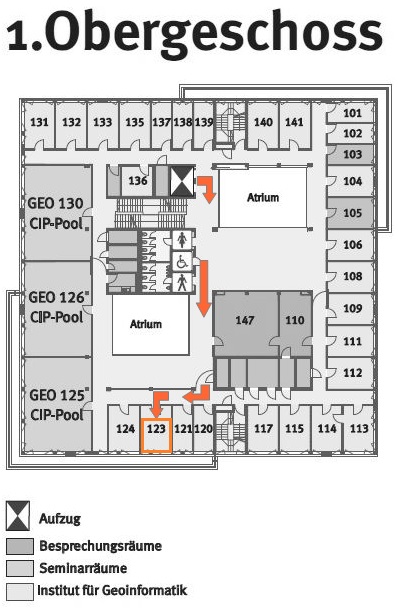 1.Obergeschoss
131 132 133 135 137 138 139 140 141
101
102
103
104
105
106
108
109
111
112
136
Atrium
GEO 130
CIP-Pool
GEO 126
CIP-Pool
Atrium
147 110
GEO 125
CIP-Pool
124 123 121 120 117 115 114 113
Aufzug
Besprechungsräume
Seminarräume
Institut für Geoinformatik